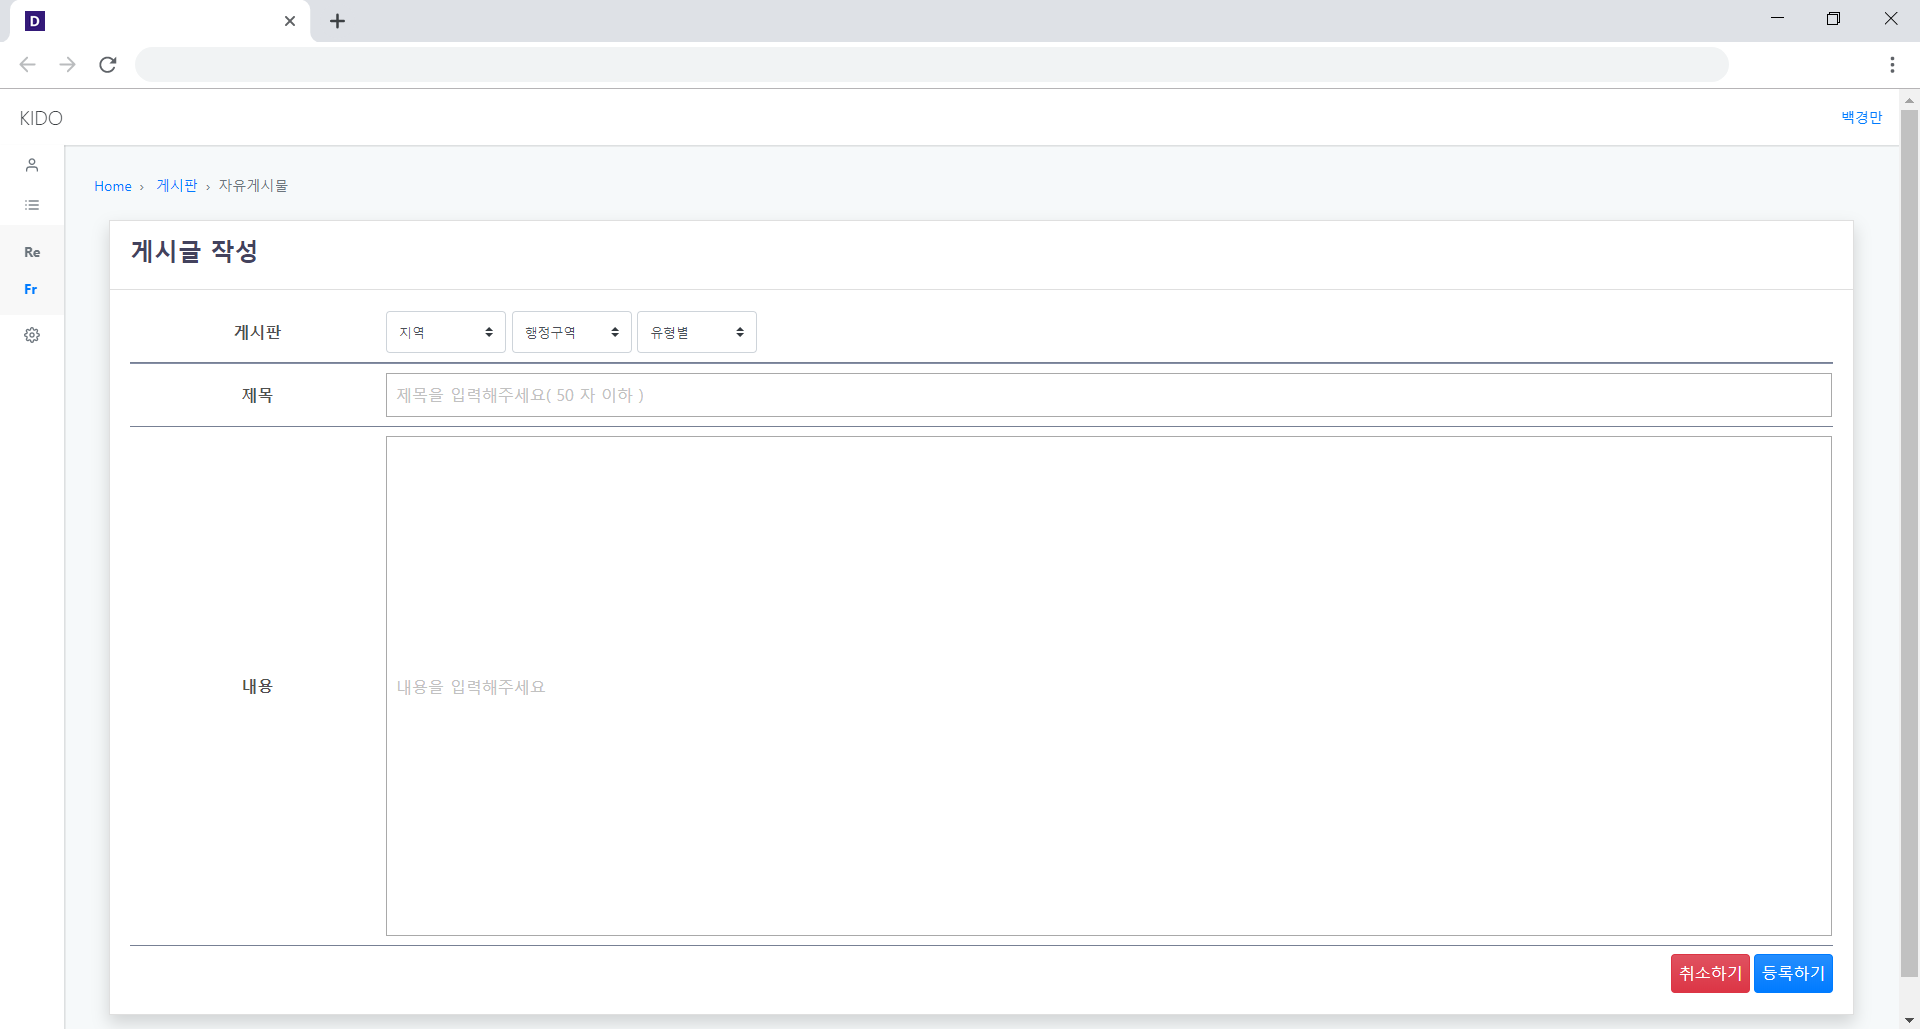 D
KIDO
백경만
Home › 게시판 › 자유게시물
Re
Fr
게시글 작성
게시판 지역 행정구역 유형별
제목 제목을 입력해주세요( 50 자 이하 )
내용 내용을 입력해주세요
취소하기 등록하기